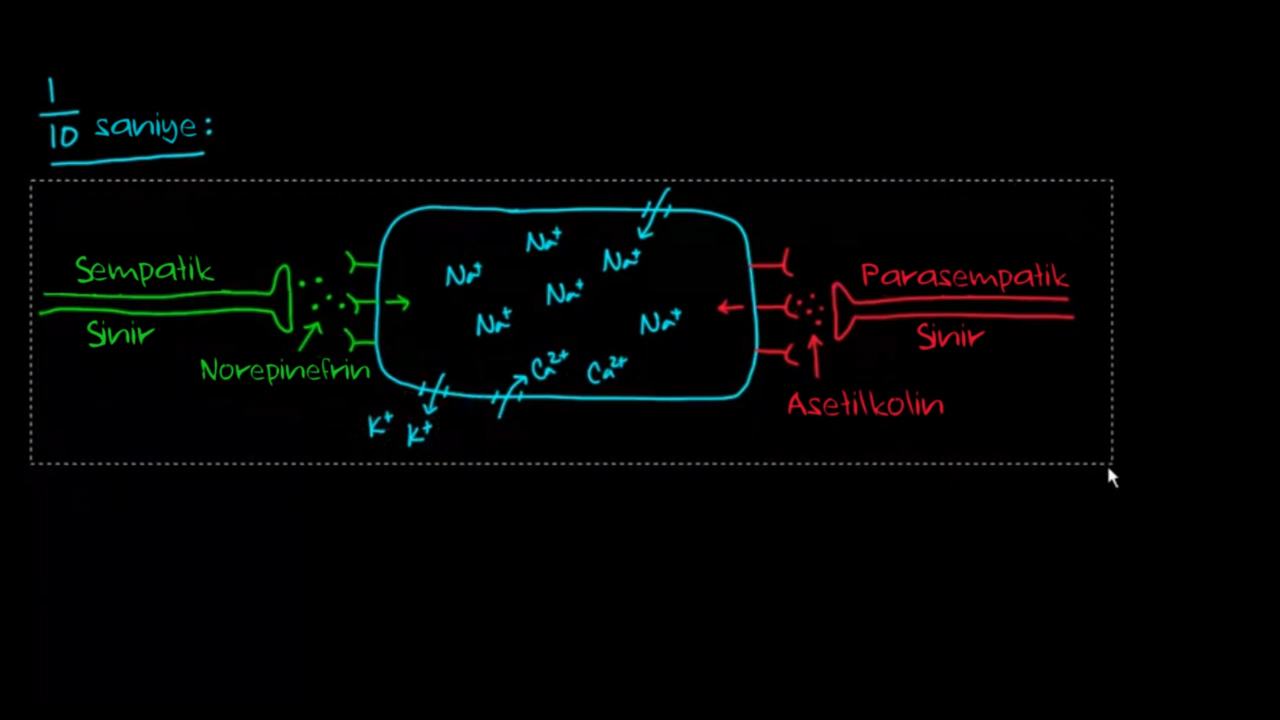 1
10 saniye:
Sempatik
Sinir
Norepinefrin
Na⁺
Na⁺
Na⁺
Na⁺
Na⁺
Na⁺
Ca²⁺
Ca²⁺
K⁺
K⁺
Parasempatik
Sinir
Asetilkolin